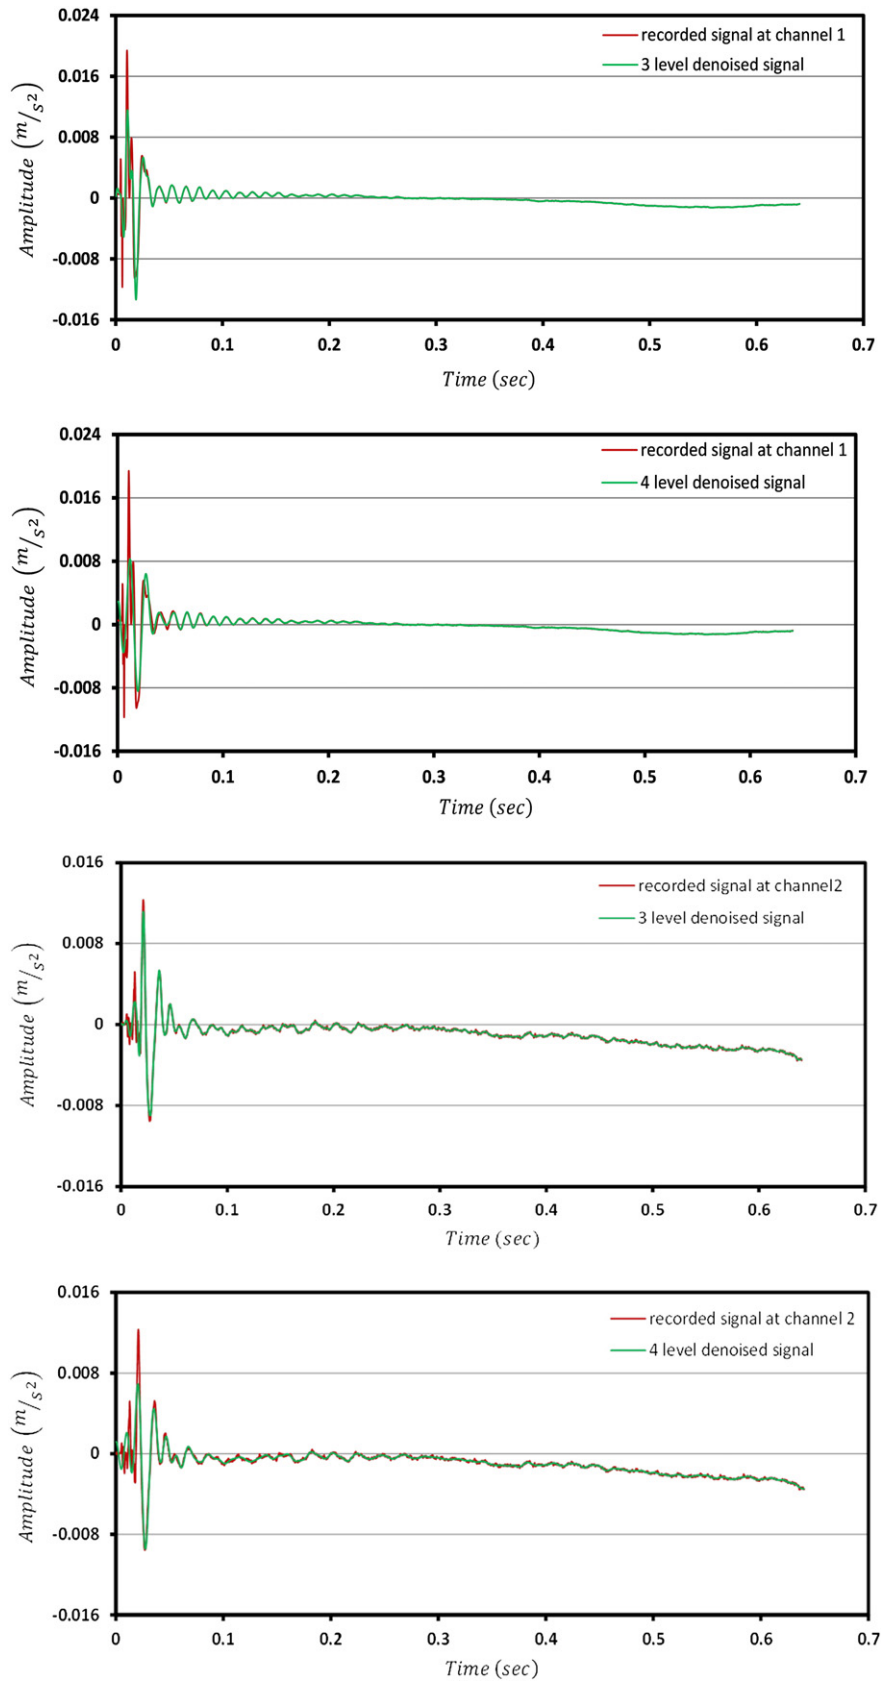 0.024
recorded signal at channel 1
3 level denoised signal
0.016
0.008
0
-0.008
-0.016
Amplitude (m/s²)
0 0.1 0.2 0.3 0.4 0.5 0.6 0.7
Time (sec)
0.024
recorded signal at channel 1
4 level denoised signal
0.016
0.008
0
-0.008
-0.016
Amplitude (m/s²)
0 0.1 0.2 0.3 0.4 0.5 0.6 0.7
Time (sec)
0.016
recorded signal at channel2
3 level denoised signal
0.008
0
-0.008
-0.016
Amplitude (m/s²)
0 0.1 0.2 0.3 0.4 0.5 0.6 0.7
Time (sec)
0.016
recorded signal at channel 2
4 level denoised signal
0.008
0
-0.008
-0.016
Amplitude (m/s²)
0 0.1 0.2 0.3 0.4 0.5 0.6 0.7
Time (sec)